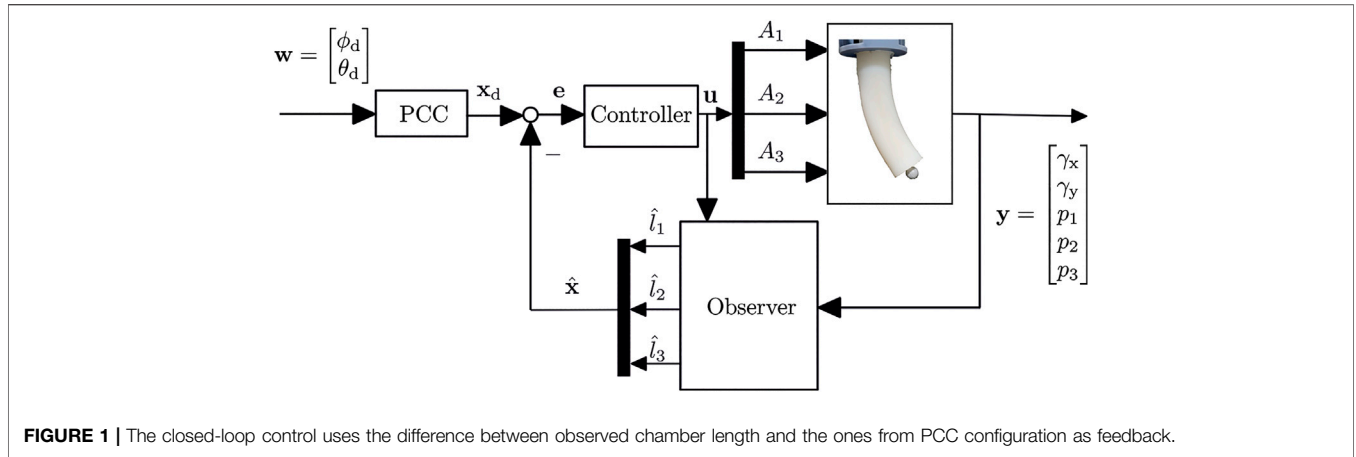 w = [ϕd
θd]
PCC
xd
e
Controller
u
A1
A2
A3
−
y = [γx
γy
p1
p2
p3]
x̂
l̂1
l̂2
l̂3
Observer
FIGURE 1 | The closed-loop control uses the difference between observed chamber length and the ones from PCC configuration as feedback.